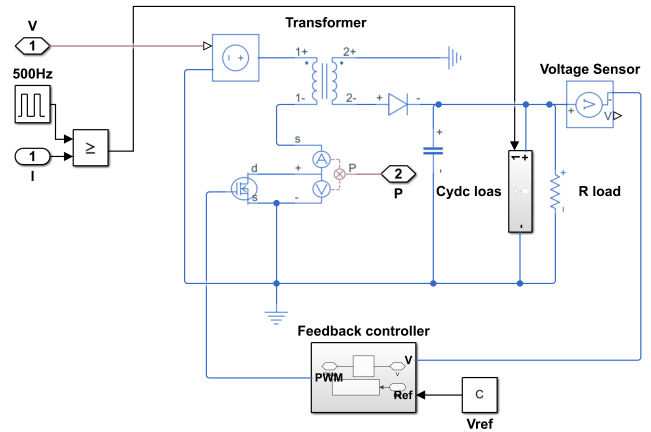 Transformer
V
1
500Hz
≥
1
I
1+
2+
1-
2-
+
-
Voltage Sensor
+
-
V
V
s
A
d
+
P
2
P
V
s
-
+
-
Cydc loas
1
+
-
+
-
R load
Feedback controller
PWM
V
v
Ref
C
Vref